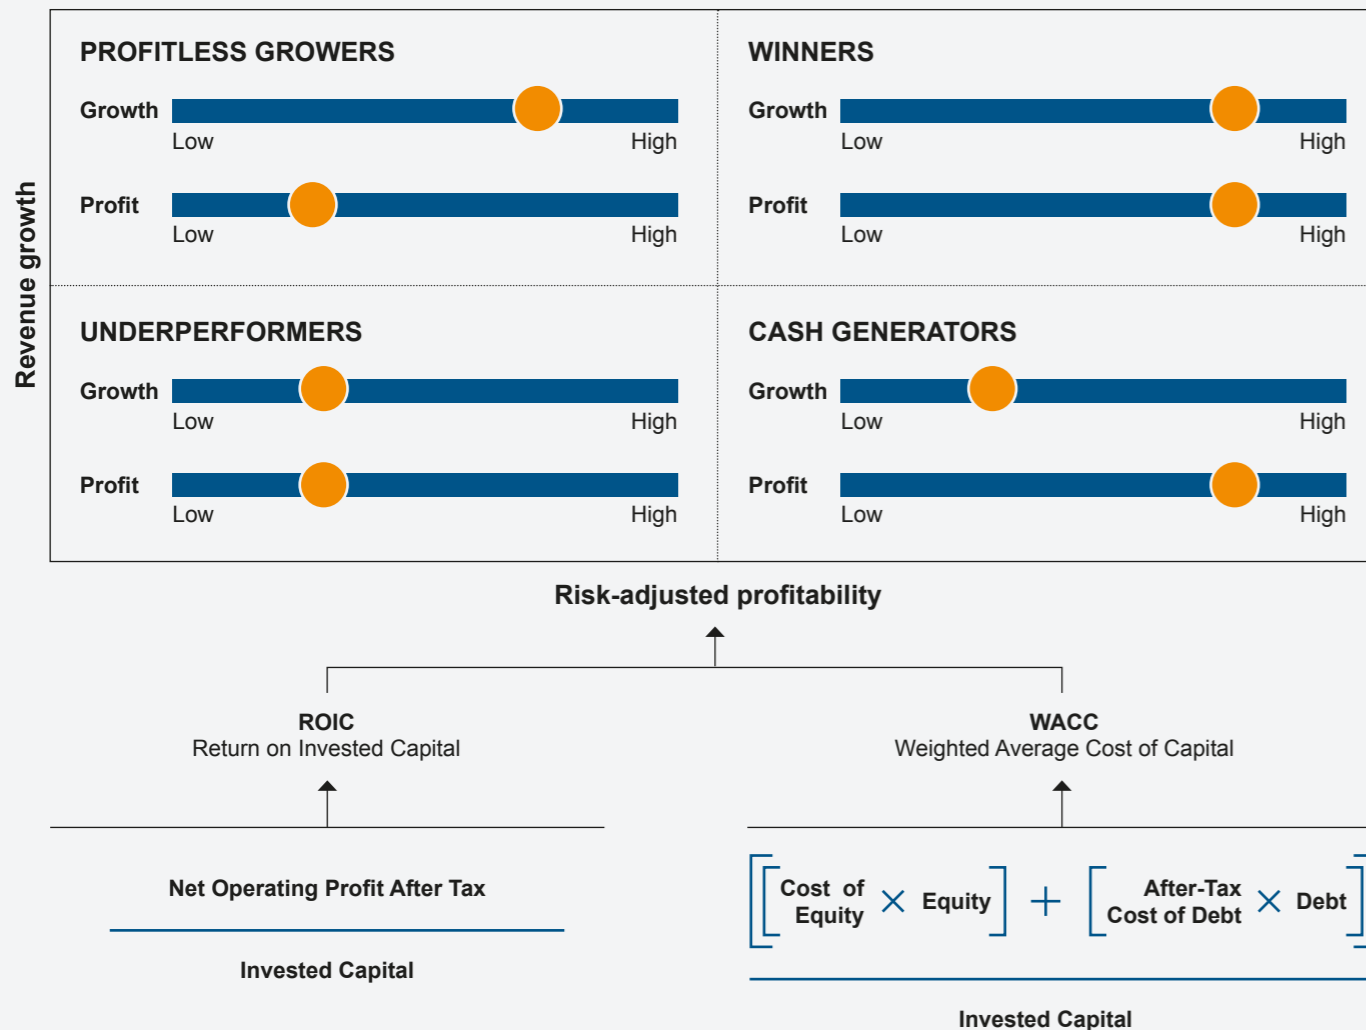 Revenue growth
PROFITLESS GROWERS
Growth
Low High
Profit
Low High
WINNERS
Growth
Low High
Profit
Low High
UNDERPERFORMERS
Growth
Low High
Profit
Low High
CASH GENERATORS
Growth
Low High
Profit
Low High
Risk-adjusted profitability
ROIC
Return on Invested Capital
Net Operating Profit After Tax
Invested Capital
WACC
Weighted Average Cost of Capital
[[Cost of Equity × Equity] + [After-Tax Cost of Debt × Debt]]
Invested Capital